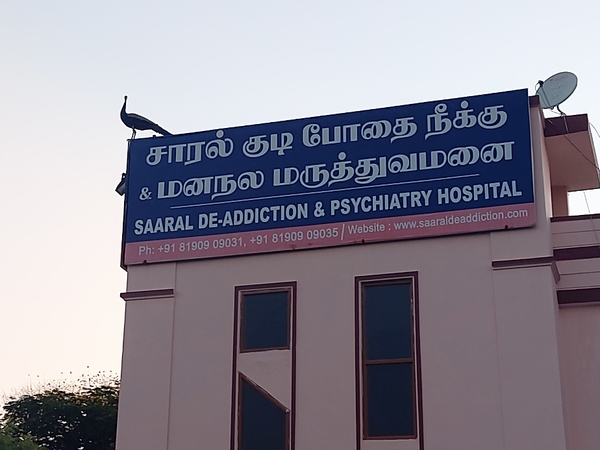 சாரல் குடி போதை நீக்கு
& மனநல மருத்துவமனை
SAARAL DE-ADDICTION & PSYCHIATRY HOSPITAL
Ph: +91 81909 09031, +91 81909 09035 / Website : www.saaraldeaddiction.com